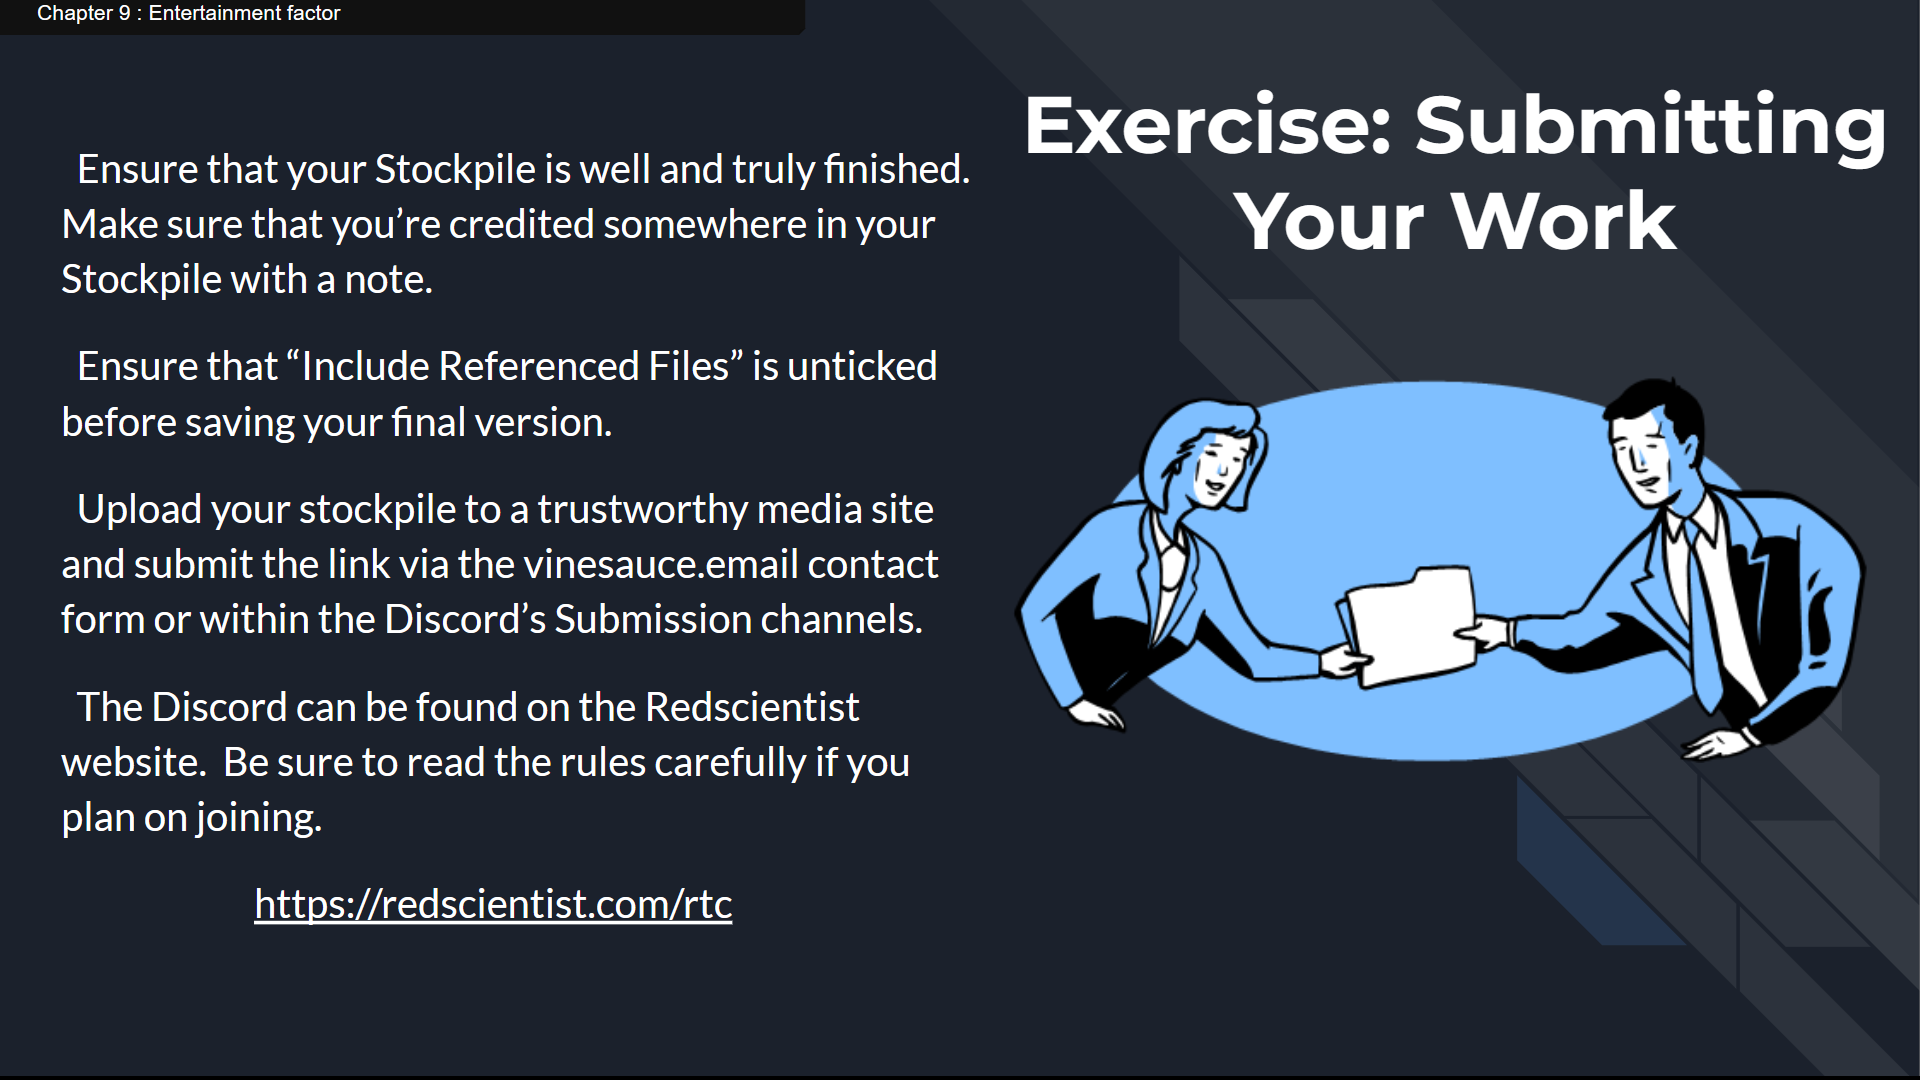 Chapter 9 : Entertainment factor
Exercise: Submitting
Your Work
Ensure that your Stockpile is well and truly finished.
Make sure that you’re credited somewhere in your
Stockpile with a note.
Ensure that “Include Referenced Files” is unticked
before saving your final version.
Upload your stockpile to a trustworthy media site
and submit the link via the vinesauce.email contact
form or within the Discord’s Submission channels.
The Discord can be found on the Redscientist
website.  Be sure to read the rules carefully if you
plan on joining.
https://redscientist.com/rtc